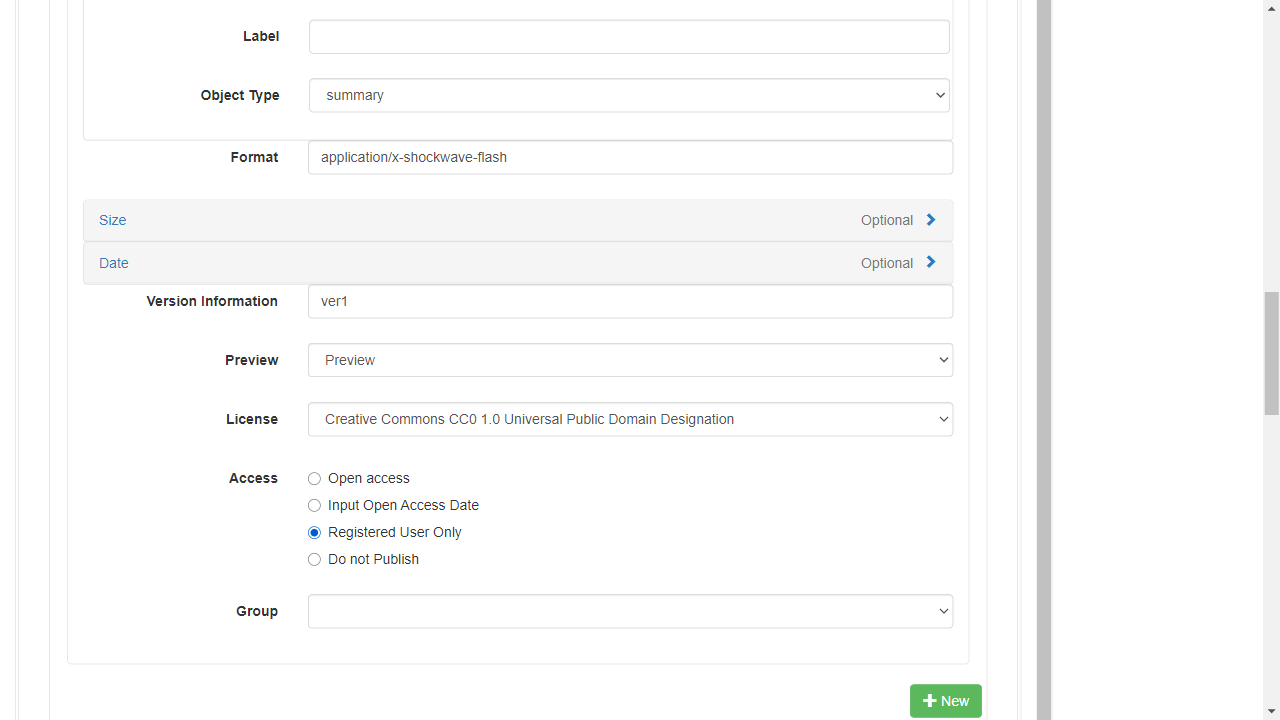 Label
Object Type summary
Format application/x-shockwave-flash
Size Optional
Date Optional
Version Information ver1
Preview Preview
License Creative Commons CC0 1.0 Universal Public Domain Designation
Access Open access
Input Open Access Date
Registered User Only
Do not Publish
Group
New